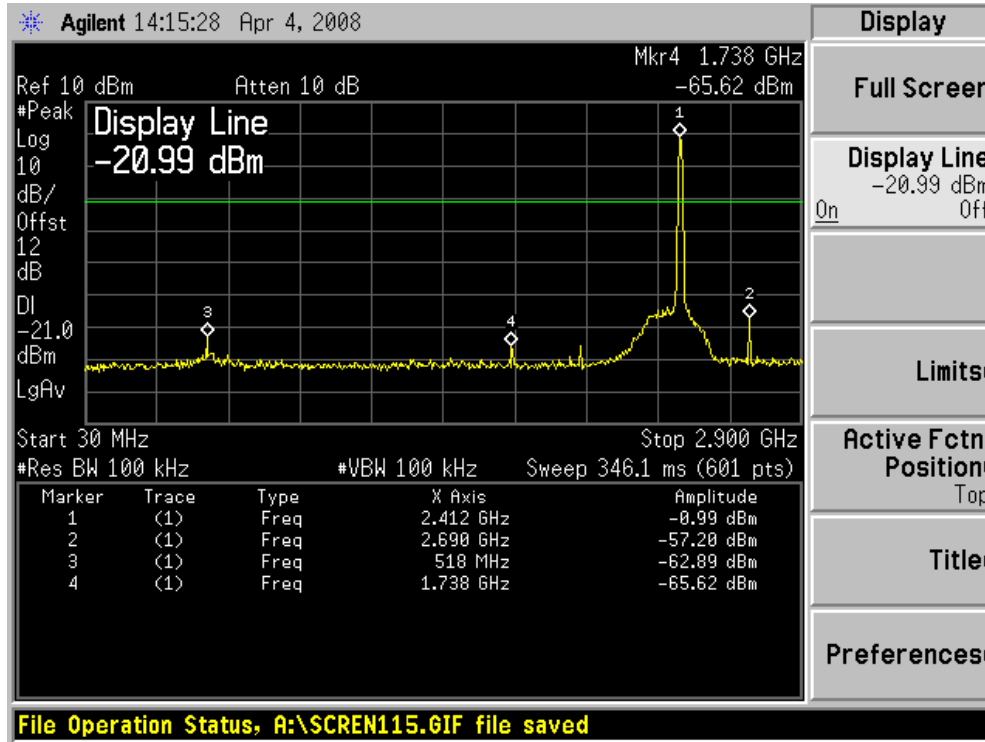 Agilent 14:15:28 Apr 4, 2008
Display
Mkr4 1.738 GHz
Ref 10 dBm Atten 10 dB -65.62 dBm
#Peak
Log
10
dB/
Offst
12
dB
DI
-21.0
dBm
LgAv
Display Line
-20.99 dBm
1
2
3
4
Start 30 MHz Stop 2.900 GHz
#Res BW 100 kHz #VBW 100 kHz Sweep 346.1 ms (601 pts)
Marker Trace Type X Axis Amplitude
1 (1) Freq 2.412 GHz -0.99 dBm
2 (1) Freq 2.690 GHz -57.20 dBm
3 (1) Freq 518 MHz -62.89 dBm
4 (1) Freq 1.738 GHz -65.62 dBm
Full Screen
Display Line
-20.99 dBm
On Off
Limits
Active Fctn
Position
Top
Title
Preferences
File Operation Status, A:\SCREN115.GIF file saved